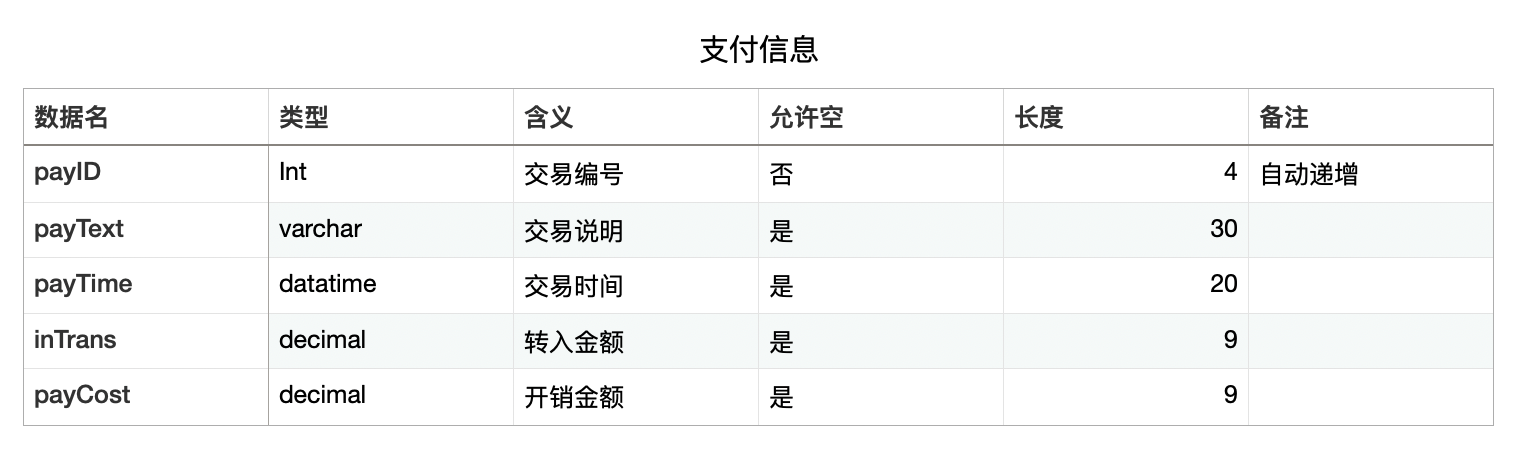 支付信息
数据名 类型 含义 允许空 长度 备注
payID Int 交易编号 否 4 自动递增
payText varchar 交易说明 是 30
payTime datatime 交易时间 是 20
inTrans decimal 转入金额 是 9
payCost decimal 开销金额 是 9